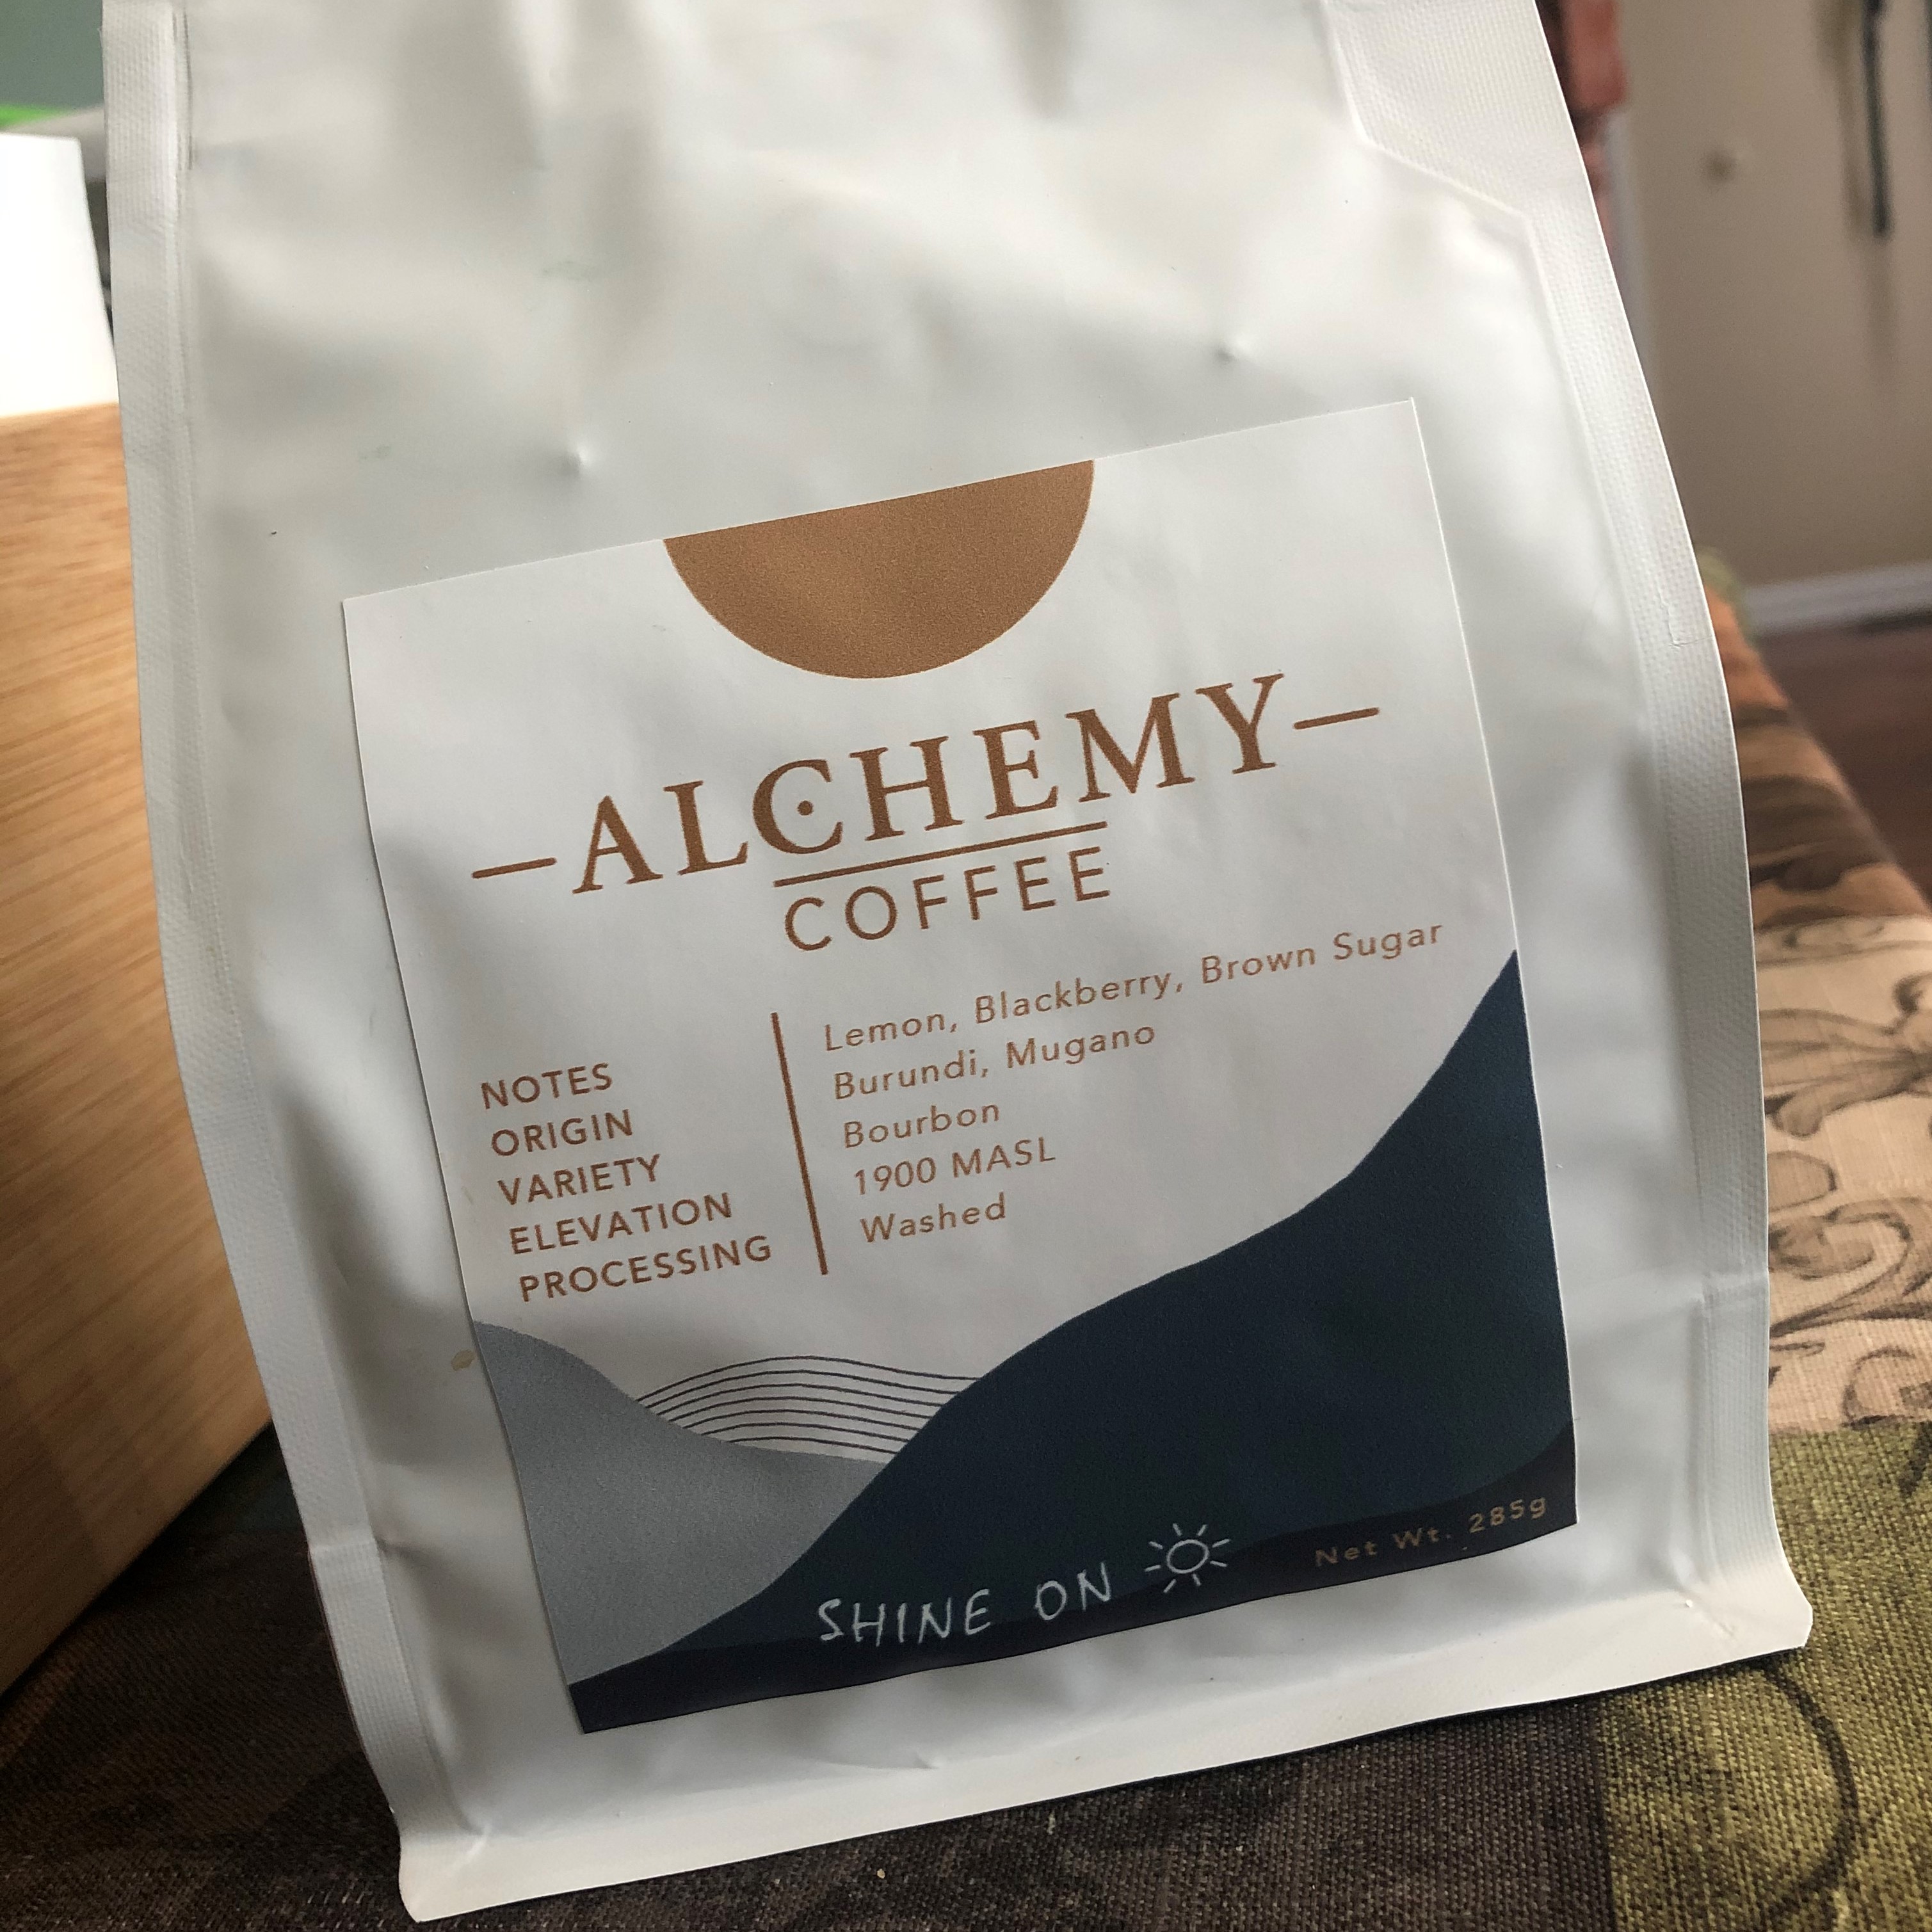 ALCHEMY
COFFEE
NOTES Lemon, Blackberry, Brown Sugar
ORIGIN Burundi, Mugano
VARIETY Bourbon
ELEVATION 1900 MASL
PROCESSING Washed
SHINE ON
Net Wt. 285g